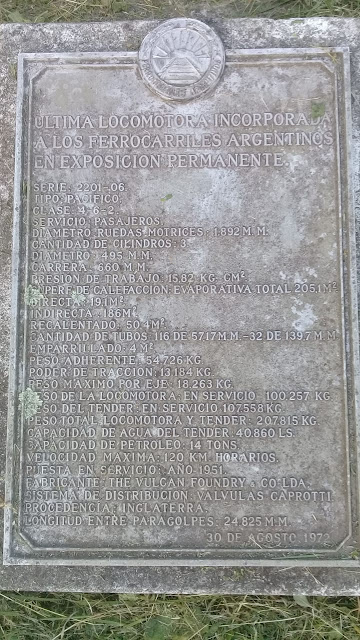 ULTIMA LOCOMOTORA INCORPORADA
A LOS FERROCARRILES ARGENTINOS
EN EXPOSICION PERMANENTE.
SERIE: 2201-06.
TIPO: PACIFICO.
CLASE: 4-6-2.
SERVICIO: PASAJEROS.
DIAMETRO RUEDAS MOTRICES: 1.892 M.M.
CANTIDAD DE CILINDROS: 3.
DIAMETRO: 495 M.M.
CARRERA: 660 M.M.
PRESION DE TRABAJO: 15.82 KG. CM².
SUPERF. DE CALEFACCION EVAPORATIVA TOTAL 205.1M²
DIRECTA: 19.1M²
INDIRECTA: 186M²
RECALENTADO: 50.4M²
CANTIDAD DE TUBOS: 116 DE 57.17 M.M.-32 DE 139.7 M.M
EMPARRILLADO: 4 M²
PESO ADHERENTE: 54.726 KG
PODER DE TRACCION: 13.184 KG.
PESO MAXIMO POR EJE: 18.263 KG.
PESO DE LA LOCOMOTORA: EN SERVICIO: 100.257 KG
PESO DEL TENDER: EN SERVICIO 107.558 KG.
PESO TOTAL LOCOMOTORA Y TENDER: 207.815 KG.
CAPACIDAD DE AGUA DEL TENDER: 40.860 LS.
CAPACIDAD DE PETROLEO: 14 TONS.
VELOCIDAD MAXIMA: 120 KM. HORARIOS.
PUESTA EN SERVICIO: AÑO-1951.
FABRICANTE: THE VULCAN FOUNDRY & CO LDA.
SISTEMA DE DISTRIBUCION: VALVULAS CAPROTTI.
PROCEDENCIA: INGLATERRA.
LONGITUD ENTRE PARAGOLPES: 24.825 M.M.
30 DE AGOSTO 1972